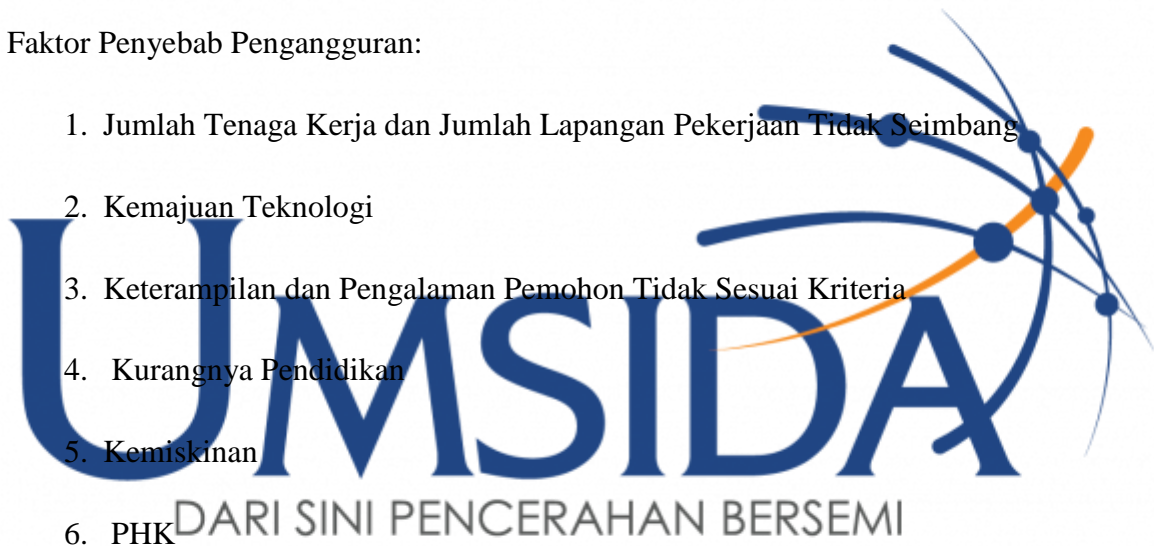 Faktor Penyebab Pengangguran:
1. Jumlah Tenaga Kerja dan Jumlah Lapangan Pekerjaan Tidak Seimbang
2. Kemajuan Teknologi
3. Keterampilan dan Pengalaman Pemohon Tidak Sesuai Kriteria
4. Kurangnya Pendidikan
UMSIDA
5. Kemiskinan
DARI SINI PENCERAHAN BERSEMI
6. PHK